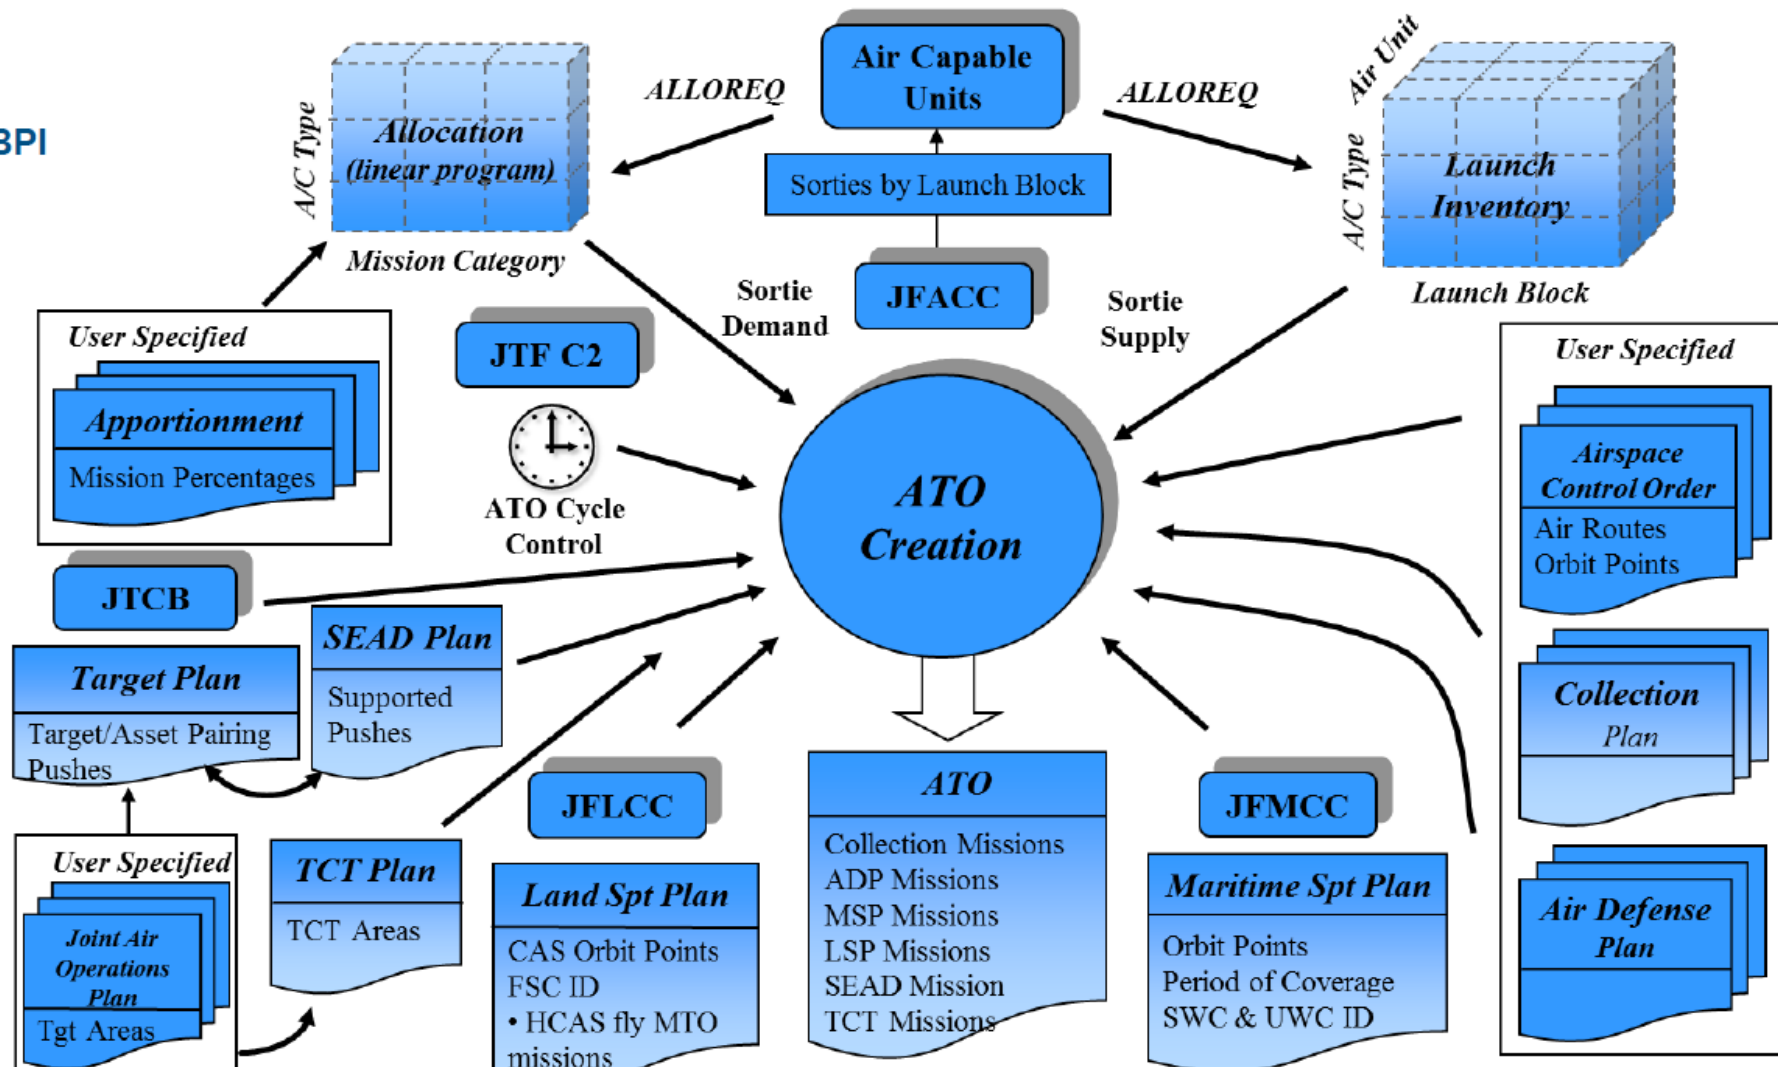 BPI
Air Capable
Units
ALLOREQ
ALLOREQ
Sorties by Launch Block
JFACC
A/C Type
Allocation
(linear program)
Mission Category
Air Unit
A/C Type
Launch
Inventory
Launch Block
Sortie
Demand
Sortie
Supply
User Specified
Apportionment
Mission Percentages
JTF C2
ATO Cycle
Control
ATO
Creation
JTCB
Target Plan
Target/Asset Pairing
Pushes
SEAD Plan
Supported
Pushes
User Specified
Joint Air
Operations
Plan
Tgt Areas
TCT Plan
TCT Areas
JFLCC
Land Spt Plan
CAS Orbit Points
FSC ID
• HCAS fly MTO
missions
ATO
Collection Missions
ADP Missions
MSP Missions
LSP Missions
SEAD Mission
TCT Missions
JFMCC
Maritime Spt Plan
Orbit Points
Period of Coverage
SWC & UWC ID
User Specified
Airspace
Control Order
Air Routes
Orbit Points
Collection
Plan
Air Defense
Plan